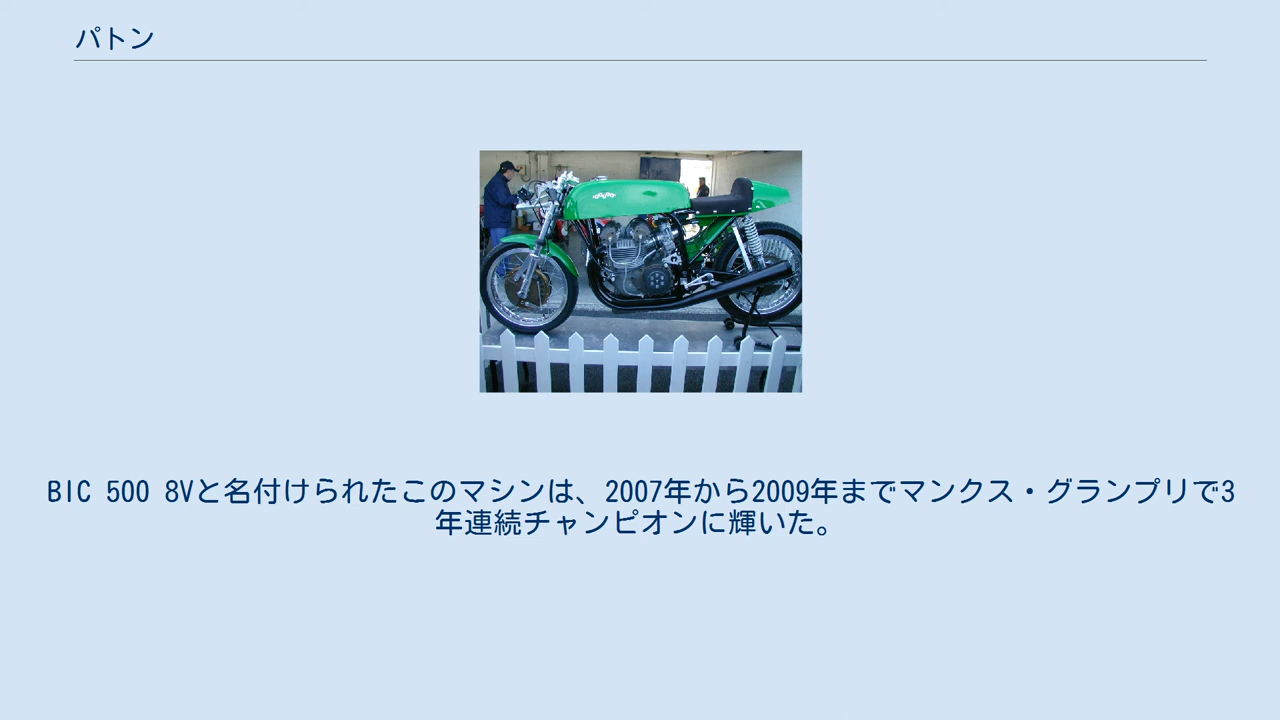 パトン
BIC 500 8Vと名付けられたこのマシンは、2007年から2009年までマンクス・グランプリで3
年連続チャンピオンに輝いた。